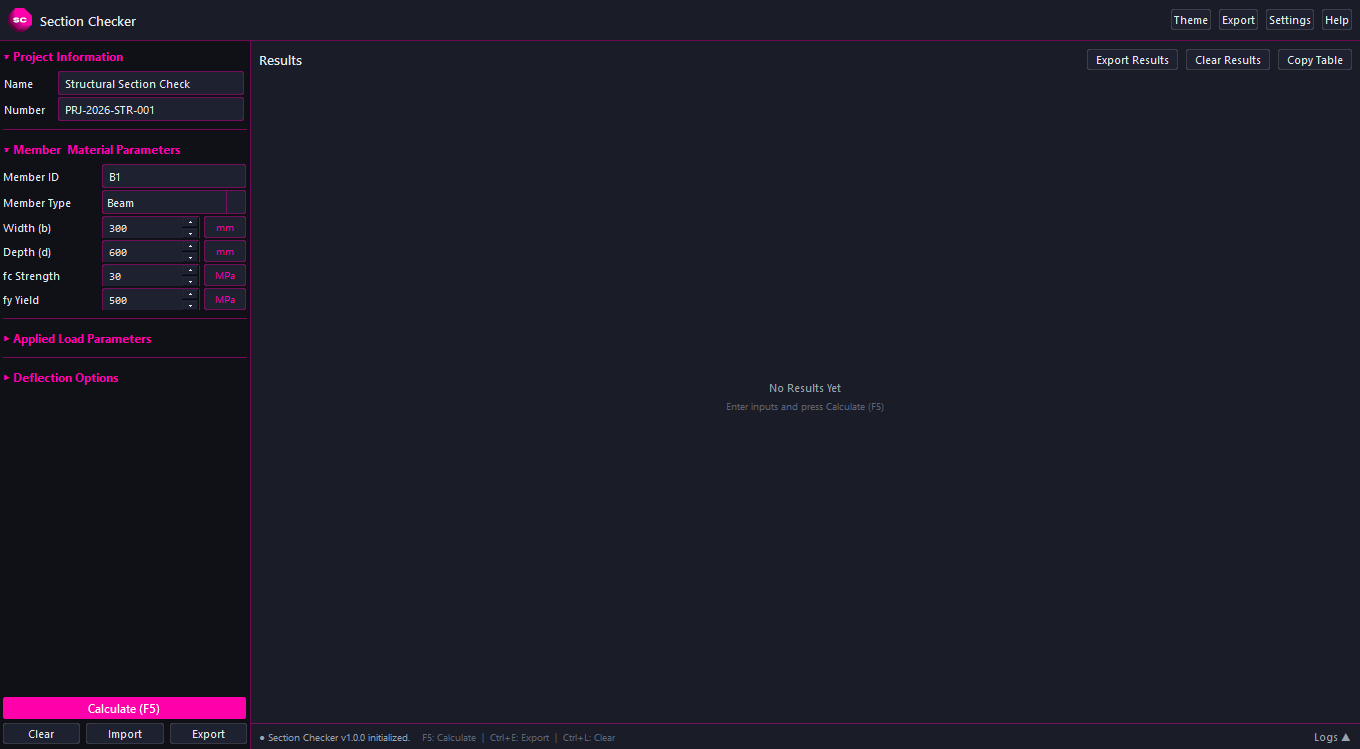 SC Section Checker Theme Export Settings Help
▾ Project Information
Name Structural Section Check
Number PRJ-2026-STR-001
▾ Member Material Parameters
Member ID B1
Member Type Beam
Width (b) 300 mm
Depth (d) 600 mm
fc Strength 30 MPa
fy Yield 500 MPa
▸ Applied Load Parameters
▸ Deflection Options
Calculate (F5)
Clear Import Export
Results Export Results Clear Results Copy Table
No Results Yet
Enter inputs and press Calculate (F5)
● Section Checker v1.0.0 initialized. F5: Calculate | Ctrl+E: Export | Ctrl+L: Clear Logs ▲